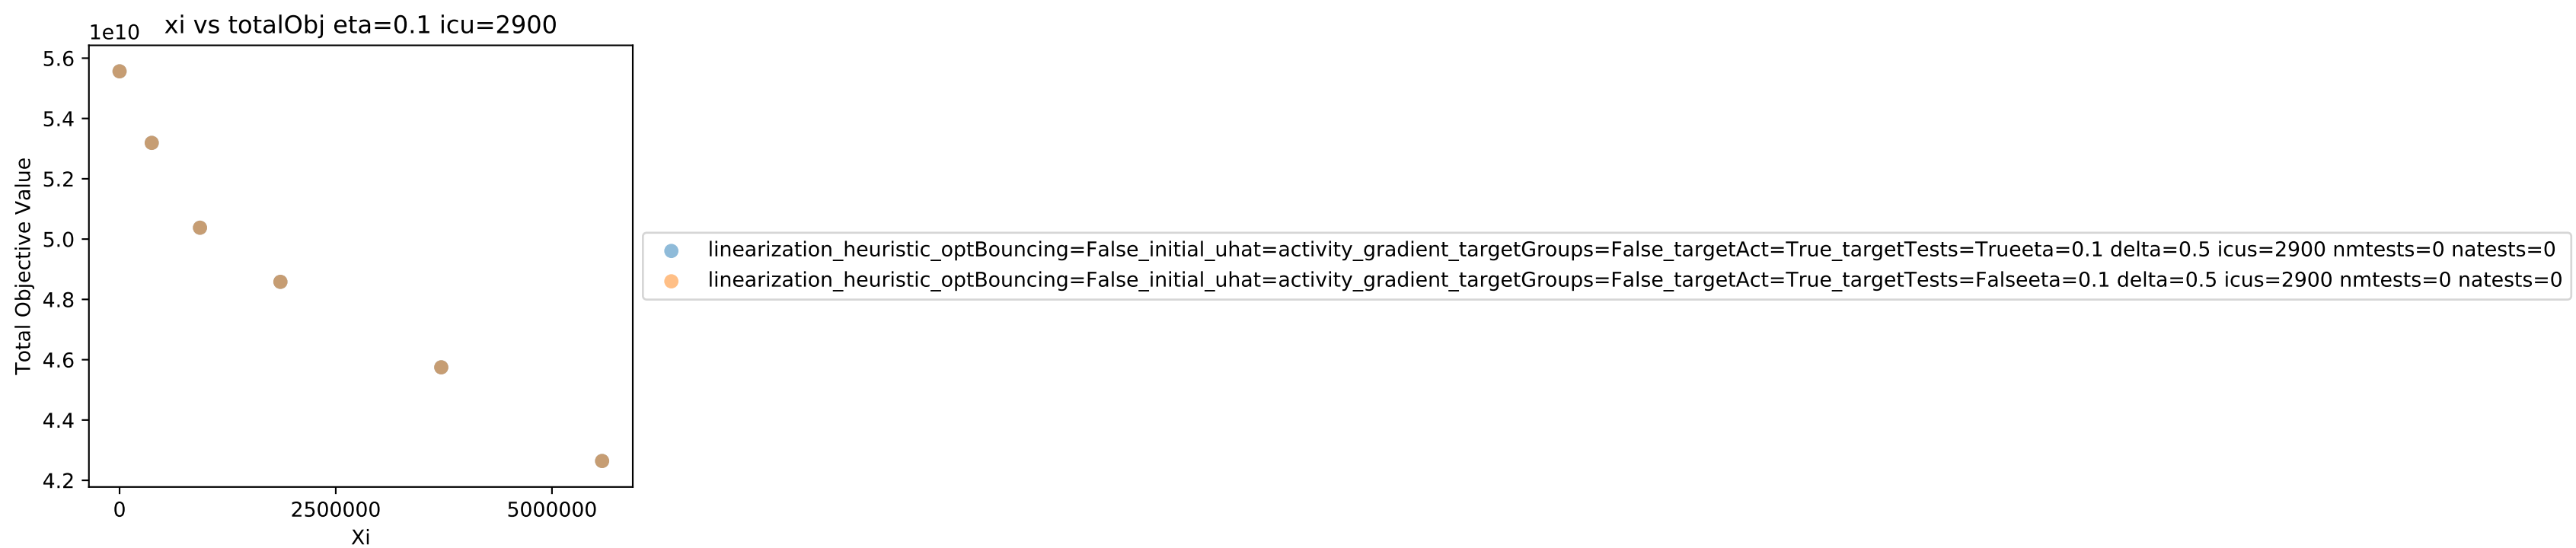 xi vs totalObj eta=0.1 icu=2900
1e10
5.6
5.4
5.2
5.0
4.8
4.6
4.4
4.2
Total Objective Value
0 2500000 5000000
Xi
linearization_heuristic_optBouncing=False_initial_uhat=activity_gradient_targetGroups=False_targetAct=True_targetTests=Trueeta=0.1 delta=0.5 icus=2900 nmtests=0 natests=0
linearization_heuristic_optBouncing=False_initial_uhat=activity_gradient_targetGroups=False_targetAct=True_targetTests=Falseeta=0.1 delta=0.5 icus=2900 nmtests=0 natests=0